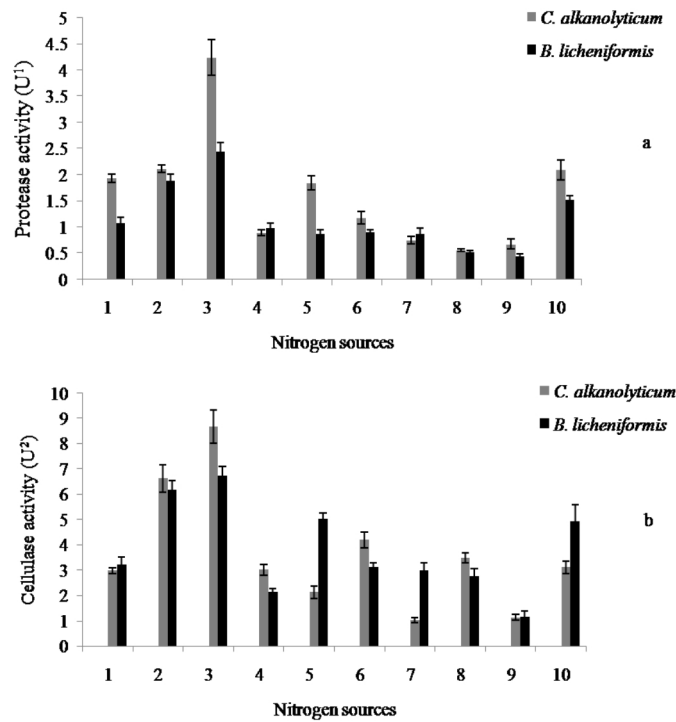 C. alkanolyticum
B. licheniformis
5
4.5
4
3.5
3
2.5
2
1.5
1
0.5
0
Protease activity (U¹)
a
1 2 3 4 5 6 7 8 9 10
Nitrogen sources
C. alkanolyticum
B. licheniformis
10
9
8
7
6
5
4
3
2
1
0
Cellulase activity (U²)
b
1 2 3 4 5 6 7 8 9 10
Nitrogen sources